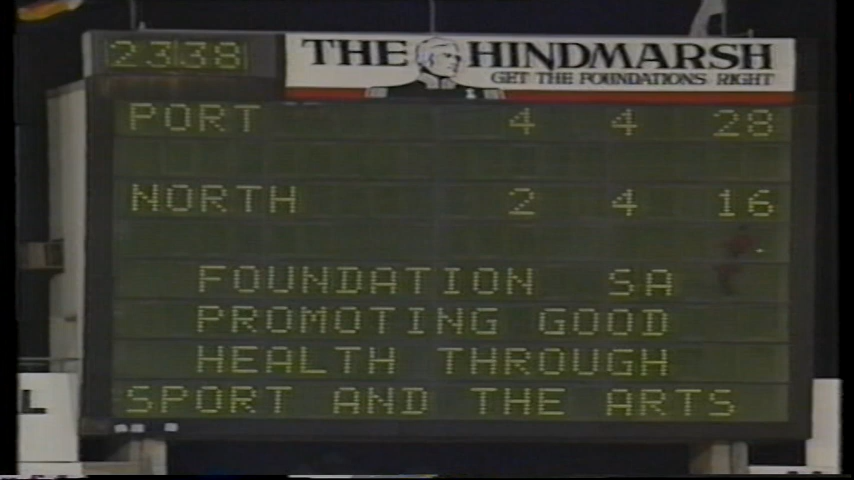 23:38
THE HINDMARSH
GET THE FOUNDATIONS RIGHT
PORT 4 4 28
NORTH 2 4 16
FOUNDATION SA
PROMOTING GOOD
HEALTH THROUGH
SPORT AND THE ARTS
L